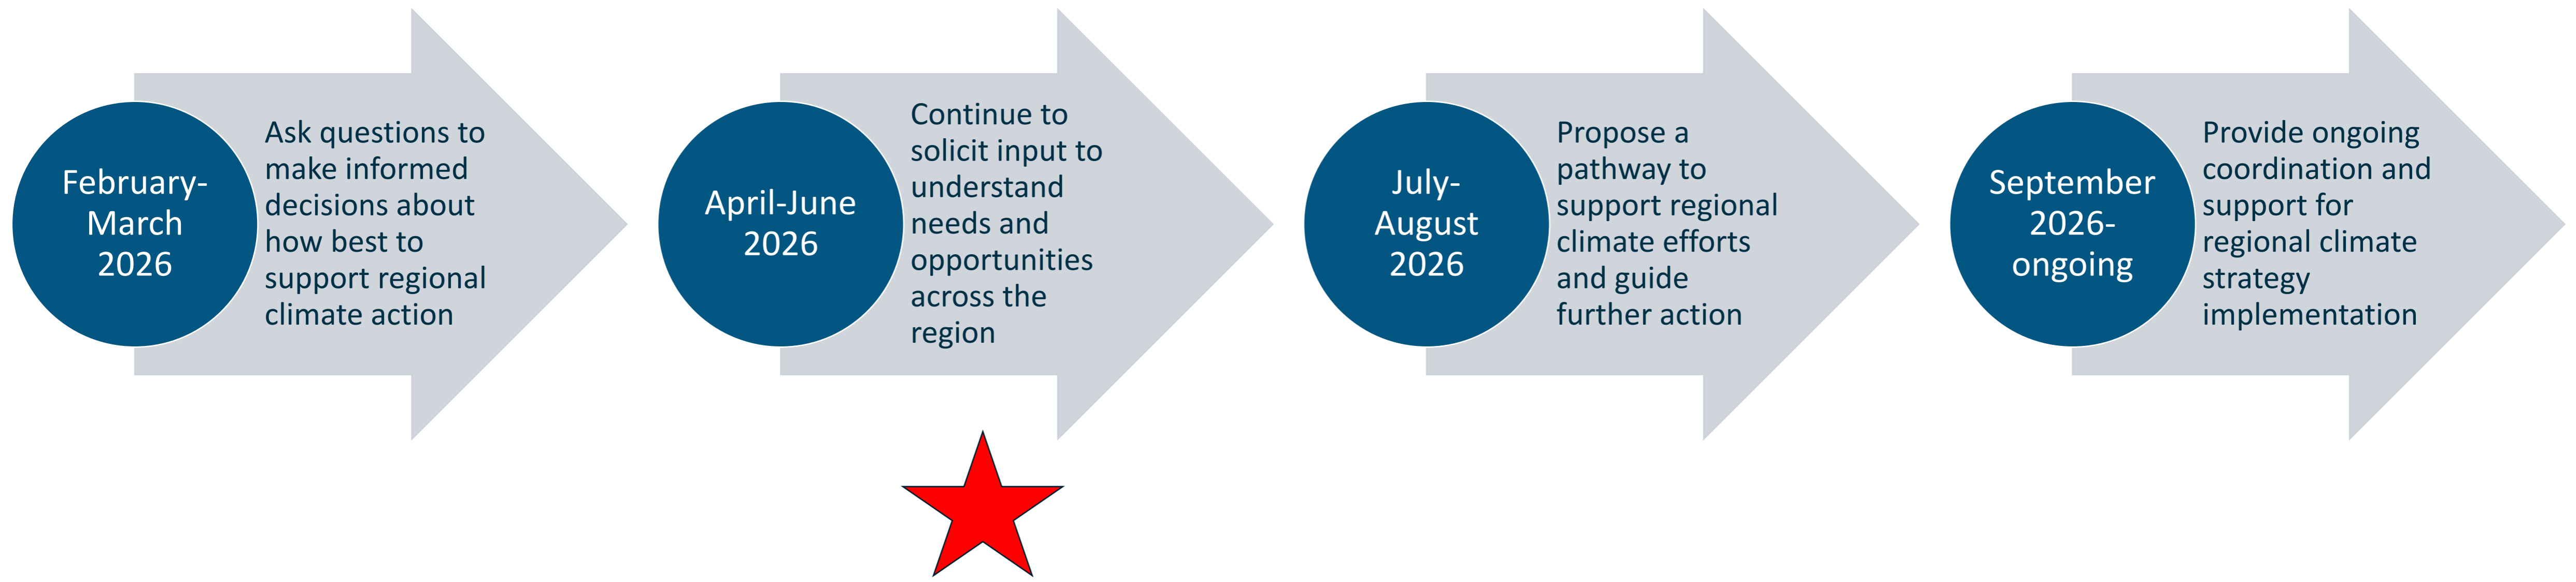 February-
March
2026
Ask questions to
make informed
decisions about
how best to
support regional
climate action
April-June
2026
Continue to
solicit input to
understand
needs and
opportunities
across the
region
July-
August
2026
Propose a
pathway to
support regional
climate efforts
and guide
further action
September
2026-
ongoing
Provide ongoing
coordination and
support for
regional climate
strategy
implementation